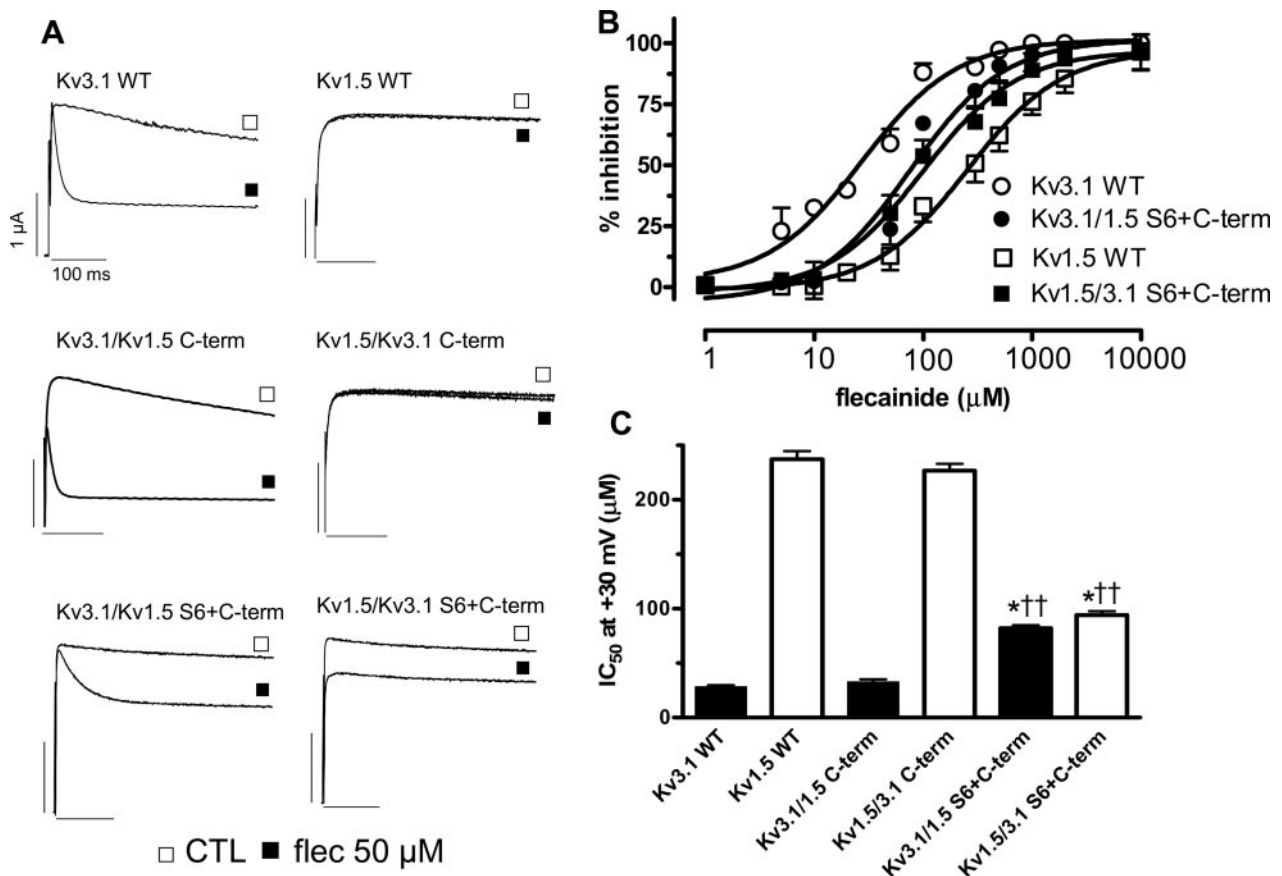 A
Kv3.1 WT
Kv1.5 WT
1 µA
100 ms
Kv3.1/Kv1.5 C-term
Kv1.5/Kv3.1 C-term
Kv3.1/Kv1.5 S6+C-term
Kv1.5/Kv3.1 S6+C-term
□ CTL ■ flec 50 µM
B
% inhibition
100
75
50
25
0
Kv3.1 WT
Kv3.1/1.5 S6+C-term
Kv1.5 WT
Kv1.5/3.1 S6+C-term
1 10 100 1000 10000
flecainide (µM)
C
IC50 at +30 mV (µM)
200
100
0
*†† *††
Kv3.1 WT
Kv1.5 WT
Kv3.1/1.5 C-term
Kv1.5/3.1 C-term
Kv3.1/1.5 S6+C-term
Kv1.5/3.1 S6+C-term